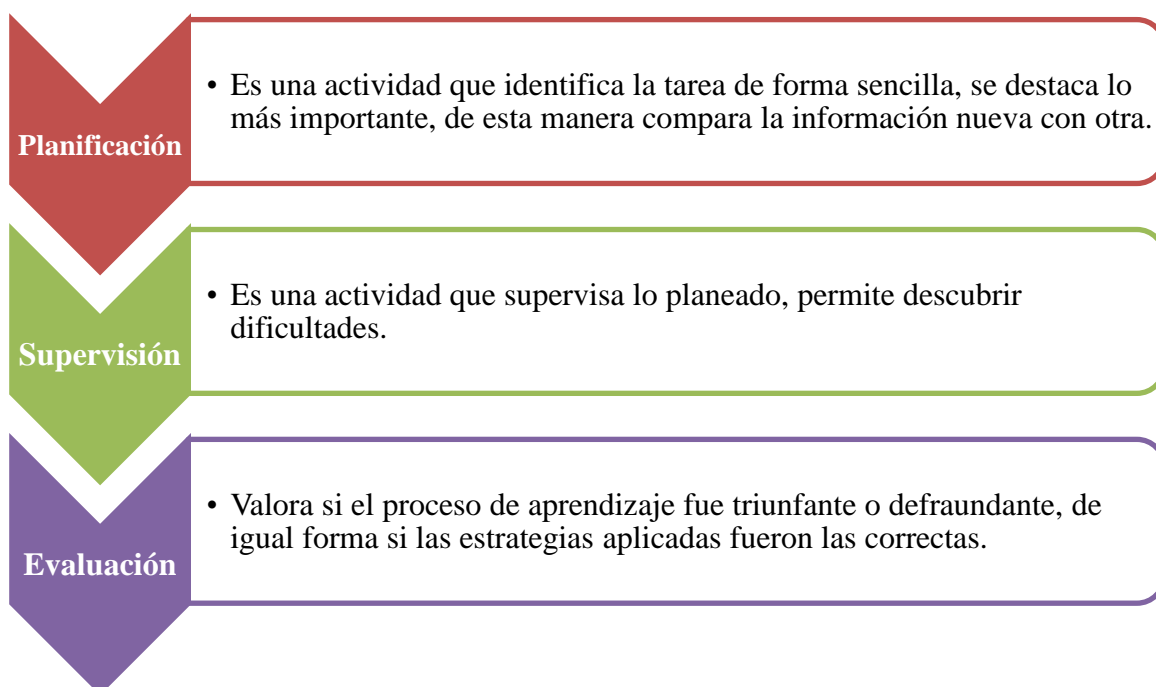 Planificación
• Es una actividad que identifica la tarea de forma sencilla, se destaca lo
más importante, de esta manera compara la información nueva con otra.
Supervisión
• Es una actividad que supervisa lo planeado, permite descubrir
dificultades.
Evaluación
• Valora si el proceso de aprendizaje fue triunfante o defraundante, de
igual forma si las estrategias aplicadas fueron las correctas.